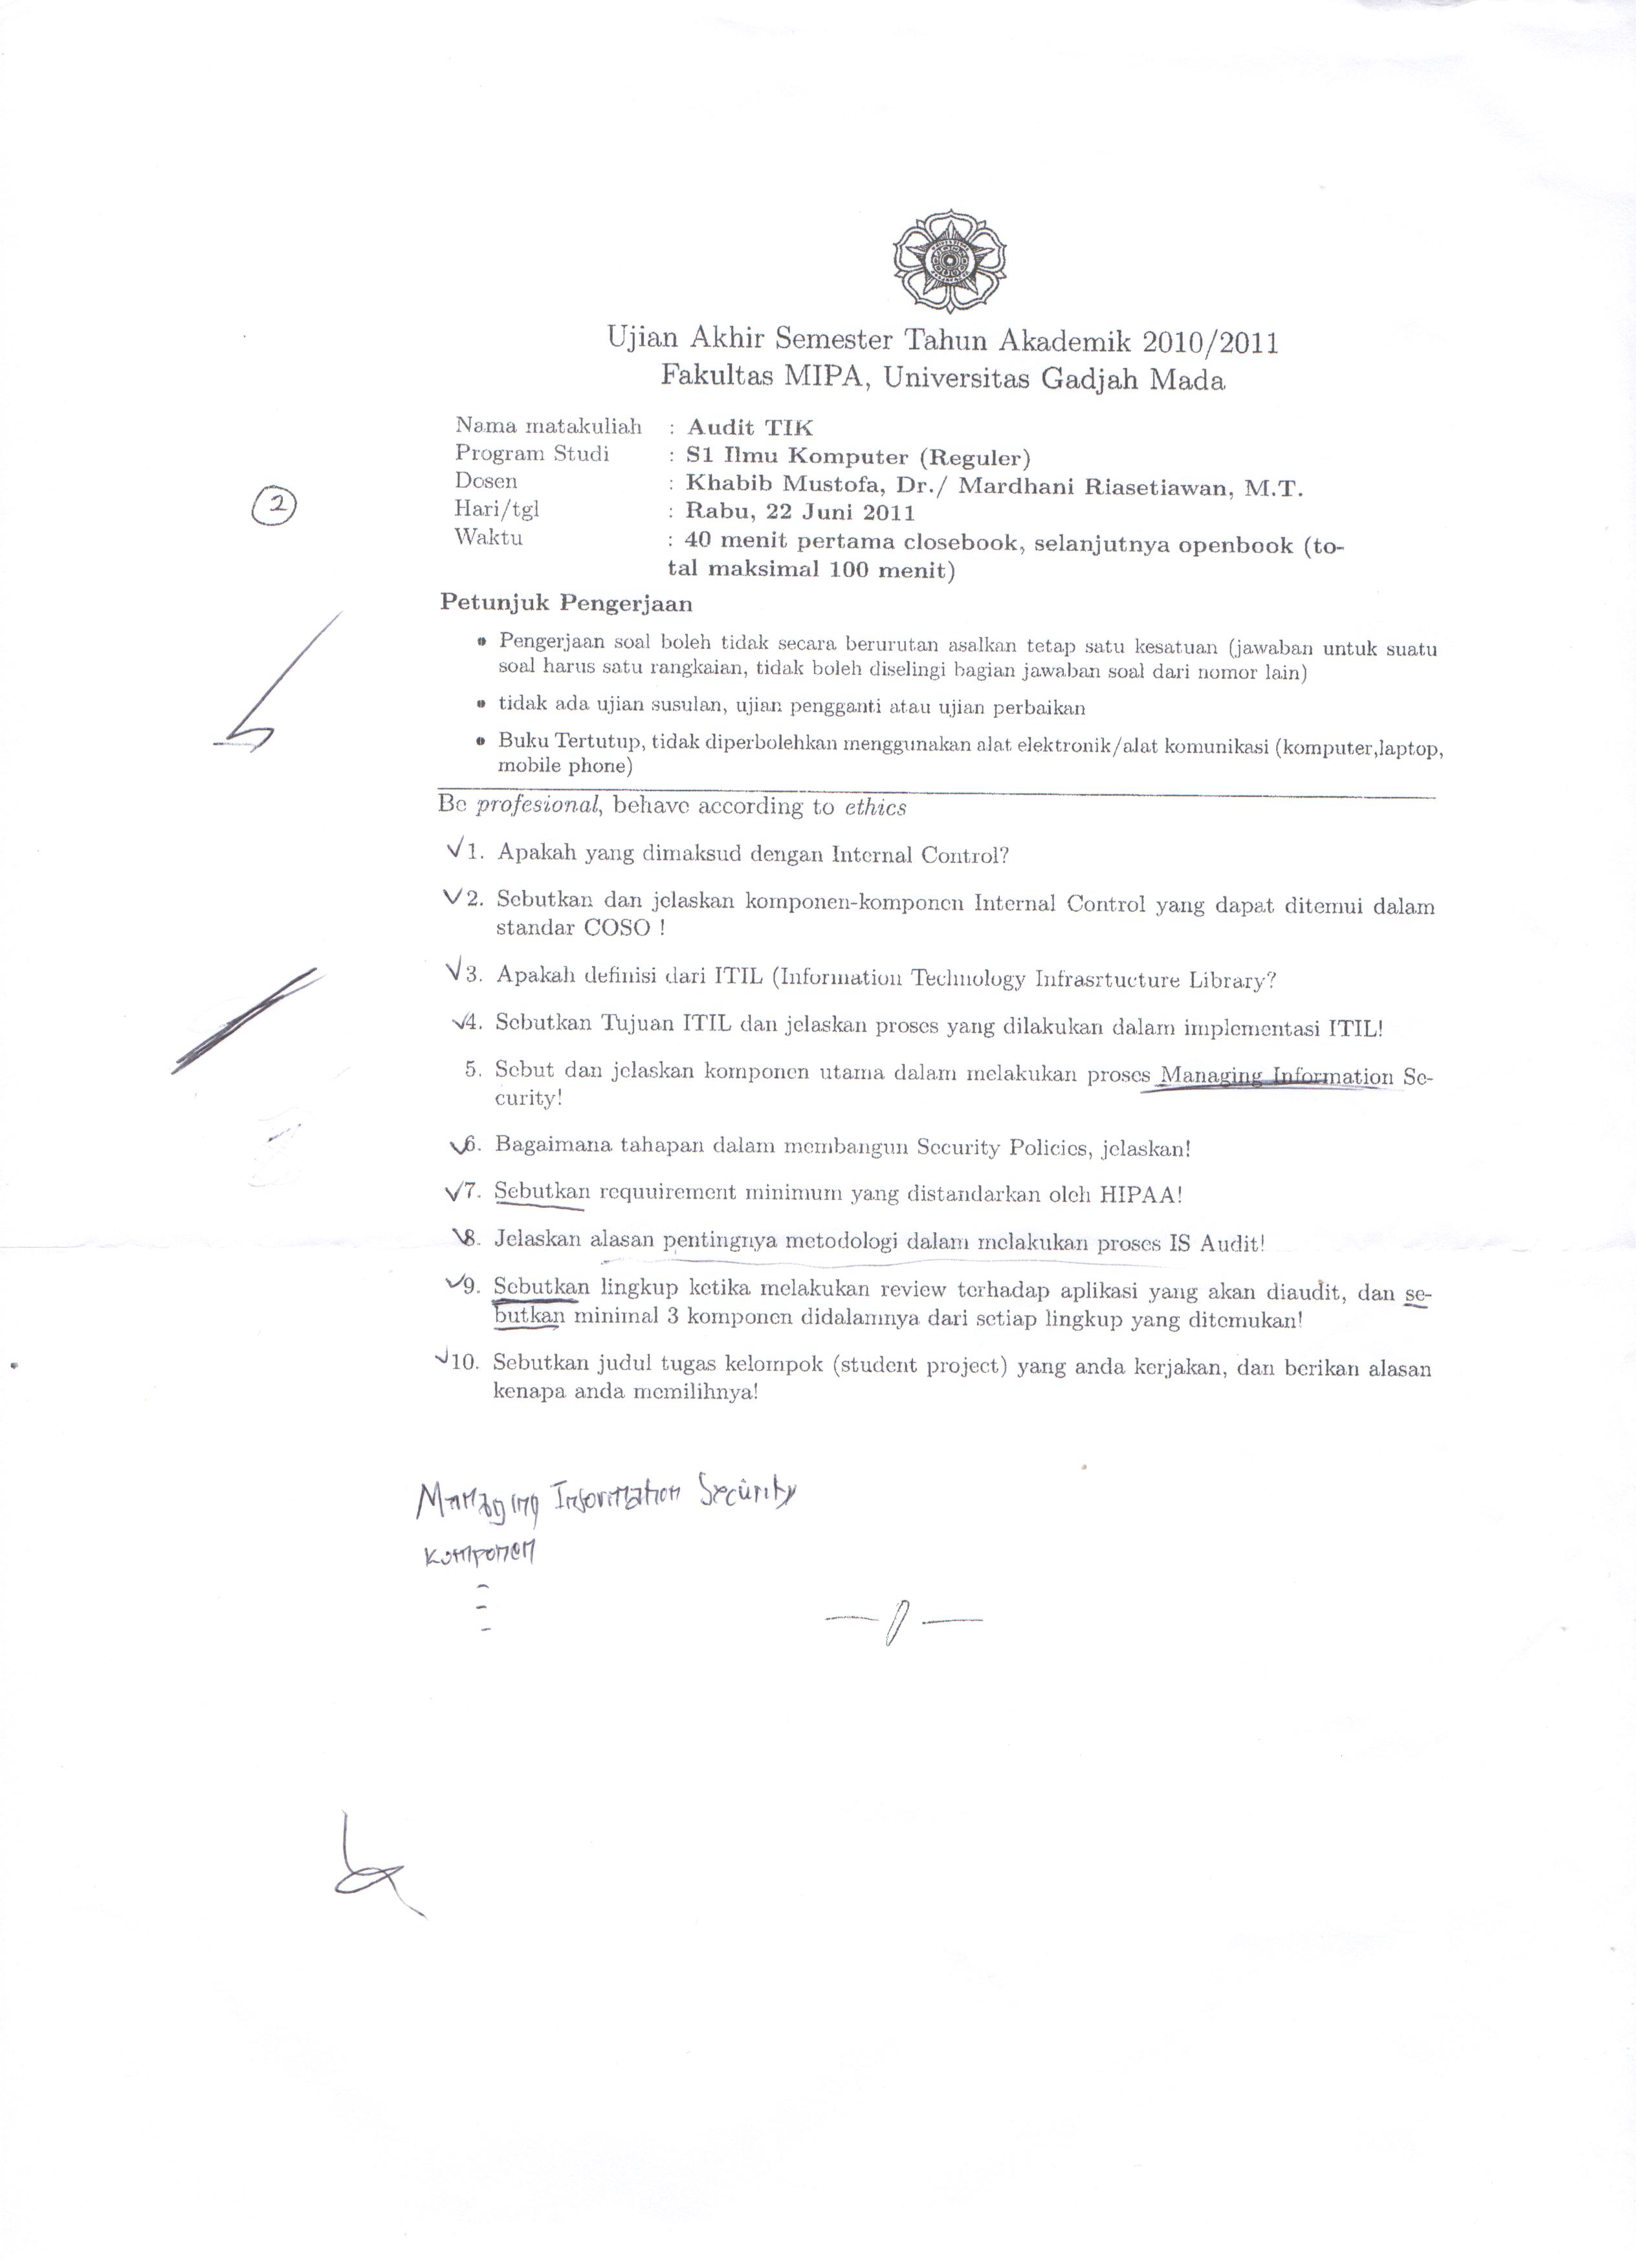 Ujian Akhir Semester Tahun Akademik 2010/2011
Fakultas MIPA, Universitas Gadjah Mada
Nama matakuliah : Audit TIK
Program Studi : S1 Ilmu Komputer (Reguler)
Dosen : Khabib Mustofa, Dr./ Mardhani Riasetiawan, M.T.
Hari/tgl : Rabu, 22 Juni 2011
2
Waktu : 40 menit pertama closebook, selanjutnya openbook (to-
tal maksimal 100 menit)
Petunjuk Pengerjaan
• Pengerjaan soal boleh tidak secara berurutan asalkan tetap satu kesatuan (jawaban untuk suatu
soal harus satu rangkaian, tidak boleh diselingi bagian jawaban soal dari nomor lain)
• tidak ada ujian susulan, ujian pengganti atau ujian perbaikan
• Buku Tertutup, tidak diperbolehkan menggunakan alat elektronik/alat komunikasi (komputer,laptop,
mobile phone)
Be profesional, behave according to ethics
✓1. Apakah yang dimaksud dengan Internal Control?
✓2. Sebutkan dan jelaskan komponen-komponen Internal Control yang dapat ditemui dalam
standar COSO !
✓3. Apakah definisi dari ITIL (Information Technology Infrasrtucture Library?
✓4. Sebutkan Tujuan ITIL dan jelaskan proses yang dilakukan dalam implementasi ITIL!
5. Sebut dan jelaskan komponen utama dalam melakukan proses Managing Information Se-
curity!
✓6. Bagaimana tahapan dalam membangun Security Policies, jelaskan!
✓7. Sebutkan requuirement minimum yang distandarkan oleh HIPAA!
✓8. Jelaskan alasan pentingnya metodologi dalam melakukan proses IS Audit!
✓9. Sebutkan lingkup ketika melakukan review terhadap aplikasi yang akan diaudit, dan se-
butkan minimal 3 komponen didalamnya dari setiap lingkup yang ditemukan!
✓10. Sebutkan judul tugas kelompok (student project) yang anda kerjakan, dan berikan alasan
kenapa anda memilihnya!
Managing Information Security
Komponen
-
-
-